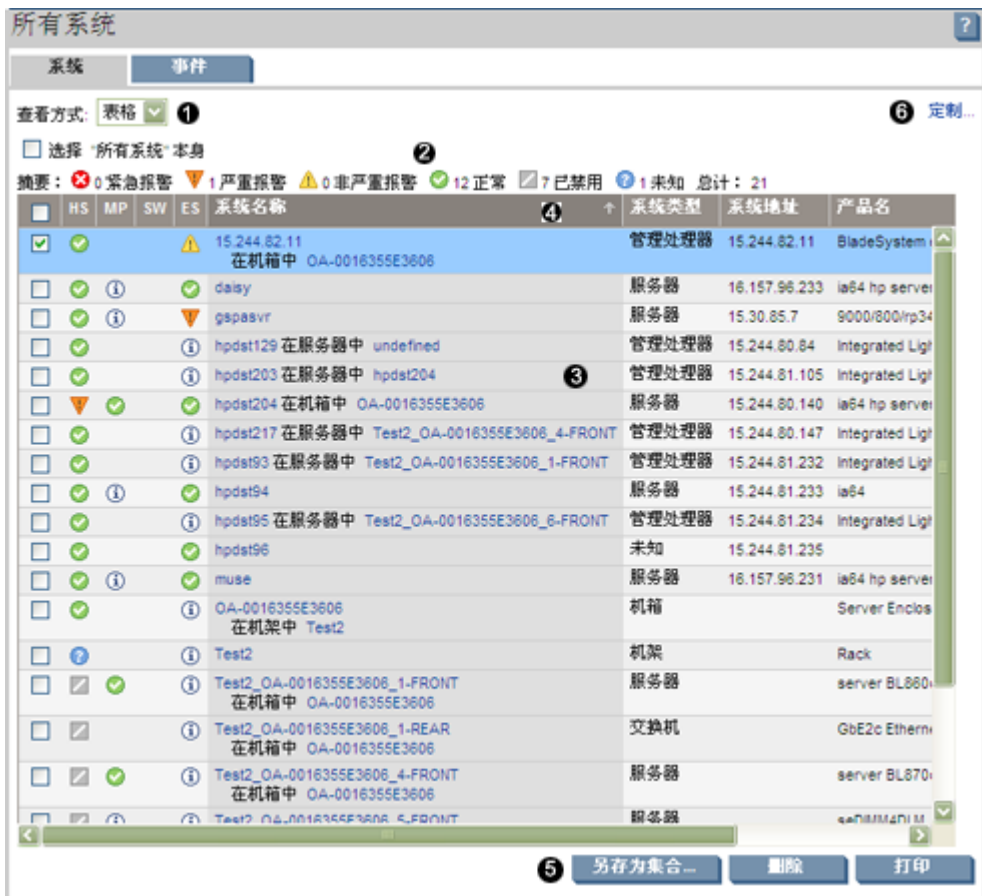 所有系统 ?
系统 事件
查看方式: 表格 1 6 定制...
选择 "所有系统" 本身
2
摘要： 0 紧急报警 1 严重报警 0 非严重报警 12 正常 7 已禁用 1 未知 总计： 21
HS MP SW ES 系统名称 4 系统类型 系统地址 产品名
15.244.82.11 管理处理器 15.244.82.11 BladeSystem
在机箱中 OA-0016355E3606
daisy 服务器 16.157.96.233 ia64 hp server
gspasvr 服务器 15.30.85.7 9000/800/rp34
hpdst129 在服务器中 undefined 管理处理器 15.244.80.84 Integrated Ligh
hpdst203 在服务器中 hpdst204 3 管理处理器 15.244.81.105 Integrated Ligh
hpdst204 在机箱中 OA-0016355E3606 服务器 15.244.80.140 ia64 hp server
hpdst217 在服务器中 Test2_OA-0016355E3606_4-FRONT 管理处理器 15.244.80.147 Integrated Ligh
hpdst93 在服务器中 Test2_OA-0016355E3606_1-FRONT 管理处理器 15.244.81.232 Integrated Ligh
hpdst94 服务器 15.244.81.233 ia64
hpdst95 在服务器中 Test2_OA-0016355E3606_6-FRONT 管理处理器 15.244.81.234 Integrated Ligh
hpdst96 未知 15.244.81.235
muse 服务器 16.157.96.231 ia64 hp server
OA-0016355E3606 机箱 Server Enclos
在机架中 Test2
Test2 机架 Rack
Test2_OA-0016355E3606_1-FRONT 服务器 server BL860
在机箱中 OA-0016355E3606
Test2_OA-0016355E3606_1-REAR 交换机 GbE2c Ethern
在机箱中 OA-0016355E3606
Test2_OA-0016355E3606_4-FRONT 服务器 server BL870
在机箱中 OA-0016355E3606
Test2_OA-0016355E3606_5-FRONT 服务器
5 另存为集合... 删除 打印